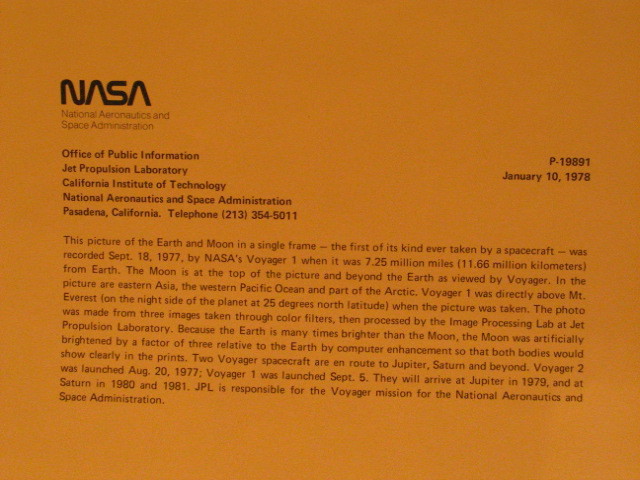 NASA
National Aeronautics and
Space Administration
Office of Public Information
Jet Propulsion Laboratory
California Institute of Technology
National Aeronautics and Space Administration
Pasadena, California. Telephone (213) 354-5011
P-19891
January 10, 1978
This picture of the Earth and Moon in a single frame — the first of its kind ever taken by a spacecraft — was
recorded Sept. 18, 1977, by NASA's Voyager 1 when it was 7.25 million miles (11.66 million kilometers)
from Earth. The Moon is at the top of the picture and beyond the Earth as viewed by Voyager. In the
picture are eastern Asia, the western Pacific Ocean and part of the Arctic. Voyager 1 was directly above Mt.
Everest (on the night side of the planet at 25 degrees north latitude) when the picture was taken. The photo
was made from three images taken through color filters, then processed by the Image Processing Lab at Jet
Propulsion Laboratory. Because the Earth is many times brighter than the Moon, the Moon was artificially
brightened by a factor of three relative to the Earth by computer enhancement so that both bodies would
show clearly in the prints. Two Voyager spacecraft are en route to Jupiter, Saturn and beyond. Voyager 2
was launched Aug. 20, 1977; Voyager 1 was launched Sept. 5. They will arrive at Jupiter in 1979, and at
Saturn in 1980 and 1981. JPL is responsible for the Voyager mission for the National Aeronautics and
Space Administration.